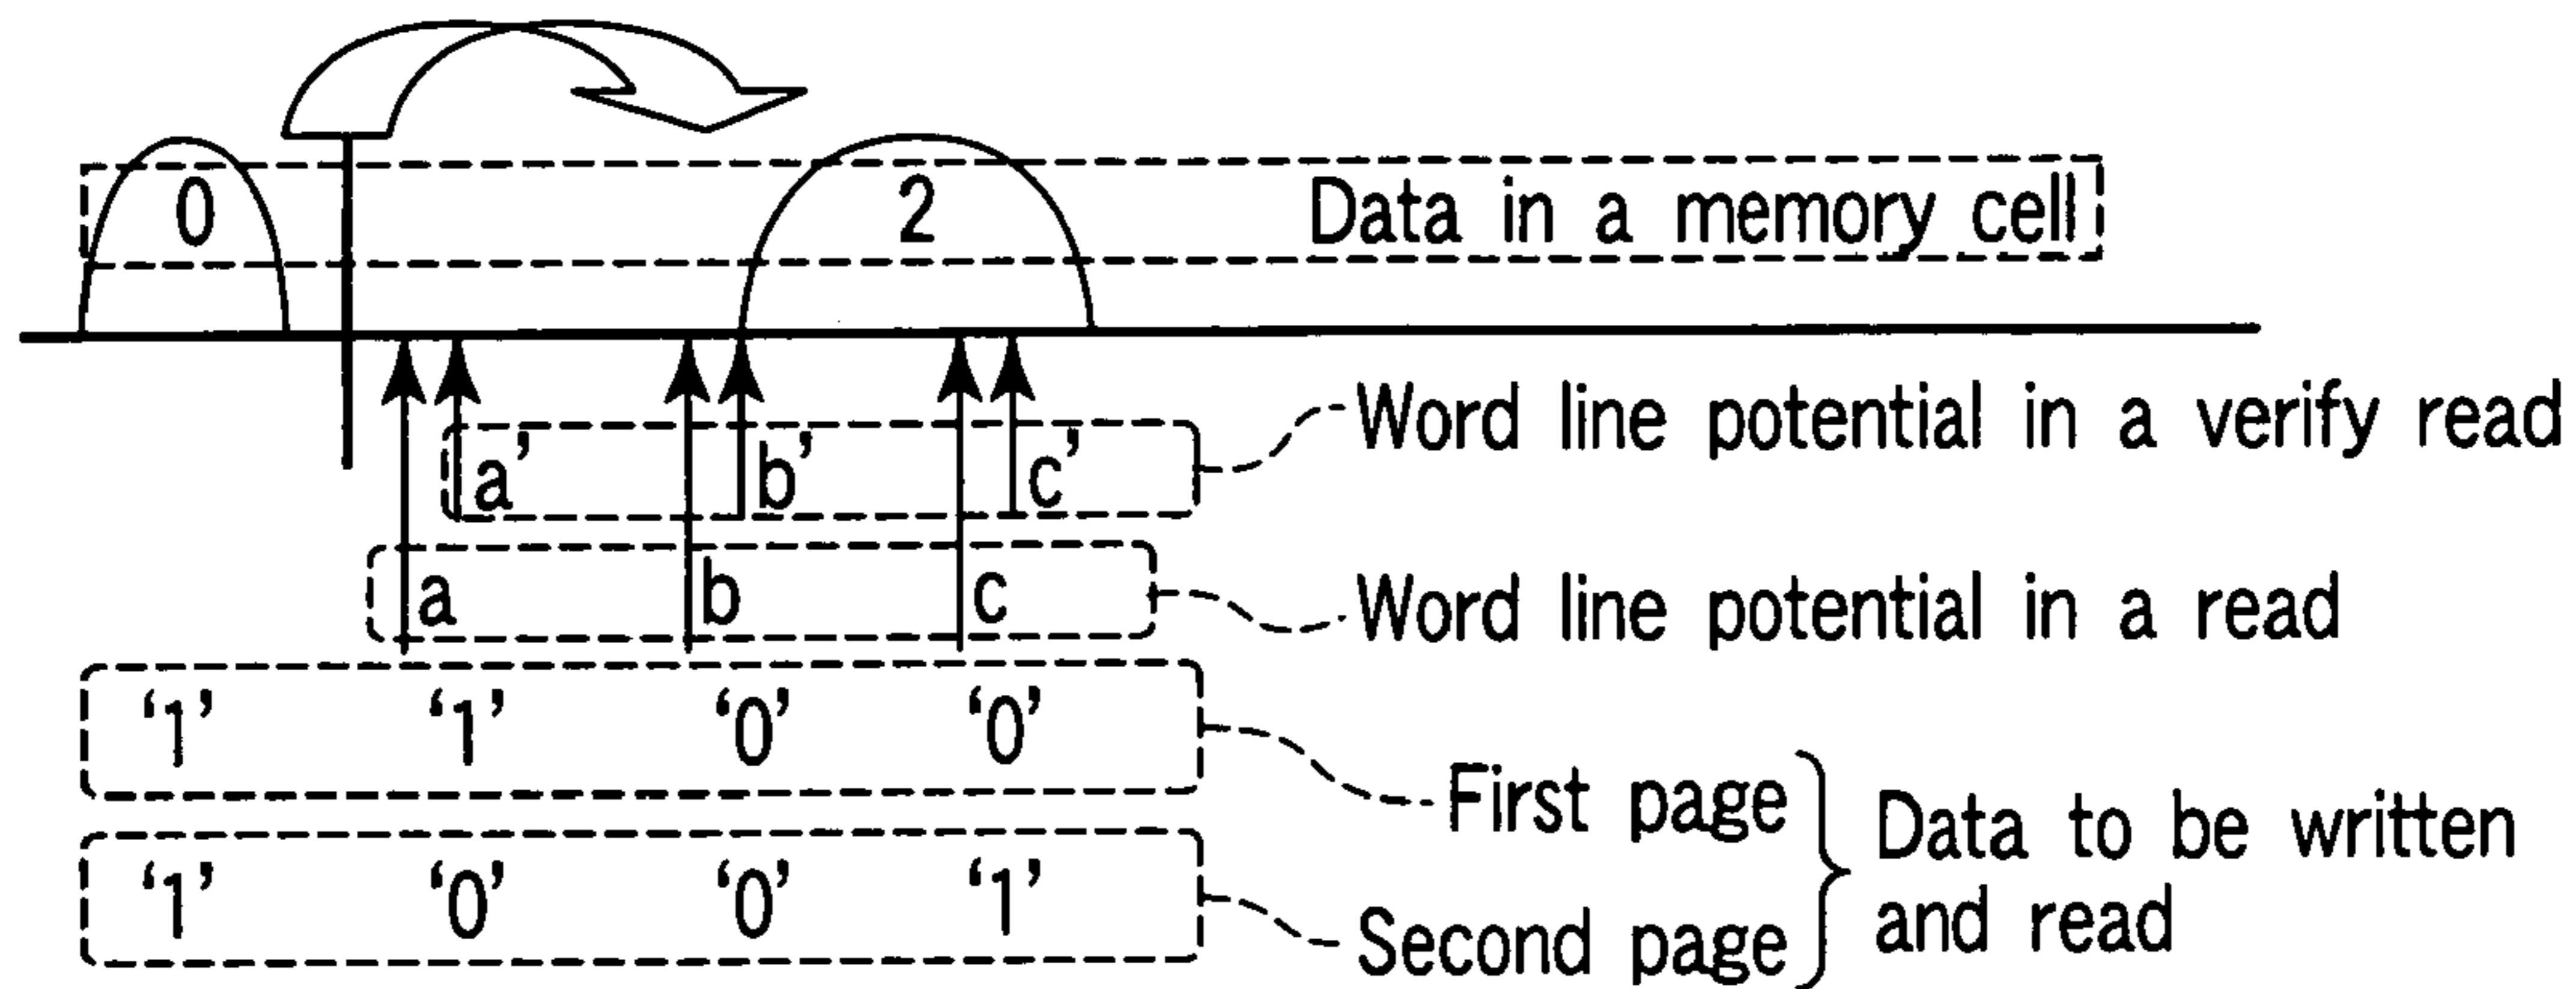 0 2 Data in a memory cell
a’ b’ c’ Word line potential in a verify read
a b c Word line potential in a read
‘1’ ‘1’ ‘0’ ‘0’
First page
‘1’ ‘0’ ‘0’ ‘1’
Second page
Data to be written
and read